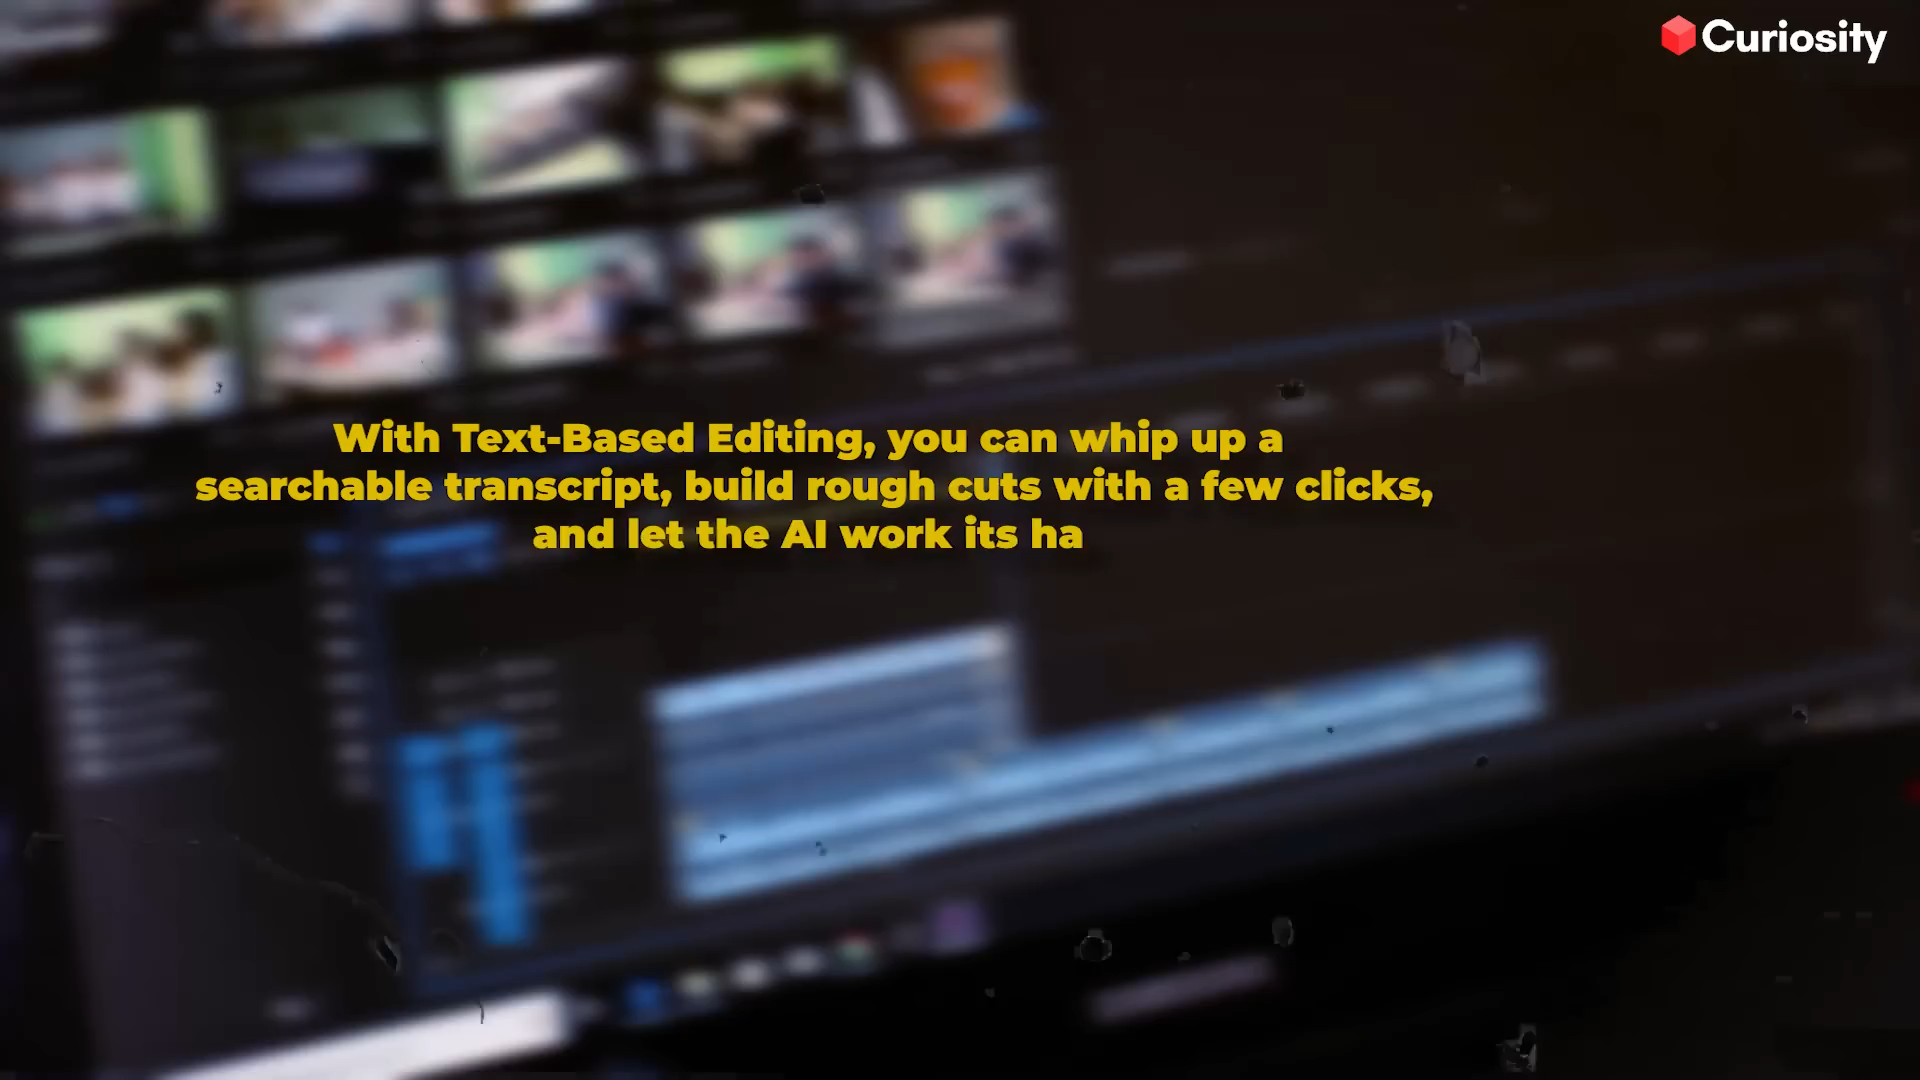 Curiosity
With Text-Based Editing, you can whip up a
searchable transcript, build rough cuts with a few clicks,
and let the AI work its ha